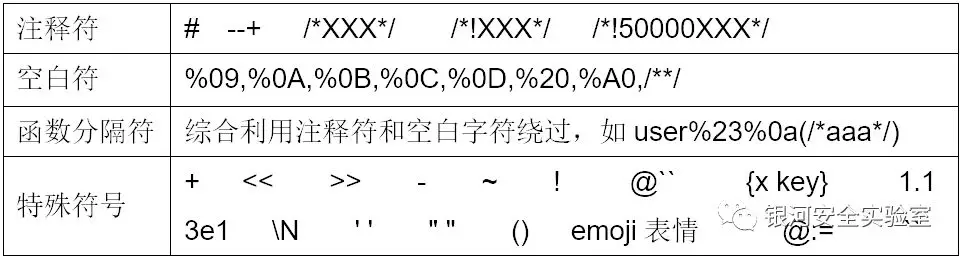 注释符 # --+ /*XXX*/ /*!XXX*/ /*!50000XXX*/
空白符 %09,%0A,%0B,%0C,%0D,%20,%A0,/**/
函数分隔符 综合利用注释符和空白字符绕过，如 user%23%0a(/*aaa*/)
特殊符号
+ << >> - ~ ! @`` {x key} 1.1
3e1 \N ' ' " " () emoji 表情 @:=
银河安全实验室